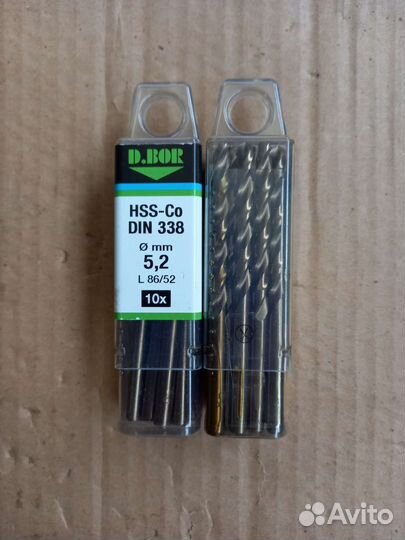 D.BOR
HSS-Co
DIN 338
Ø mm
5,2
L 86/52
10x
Avito